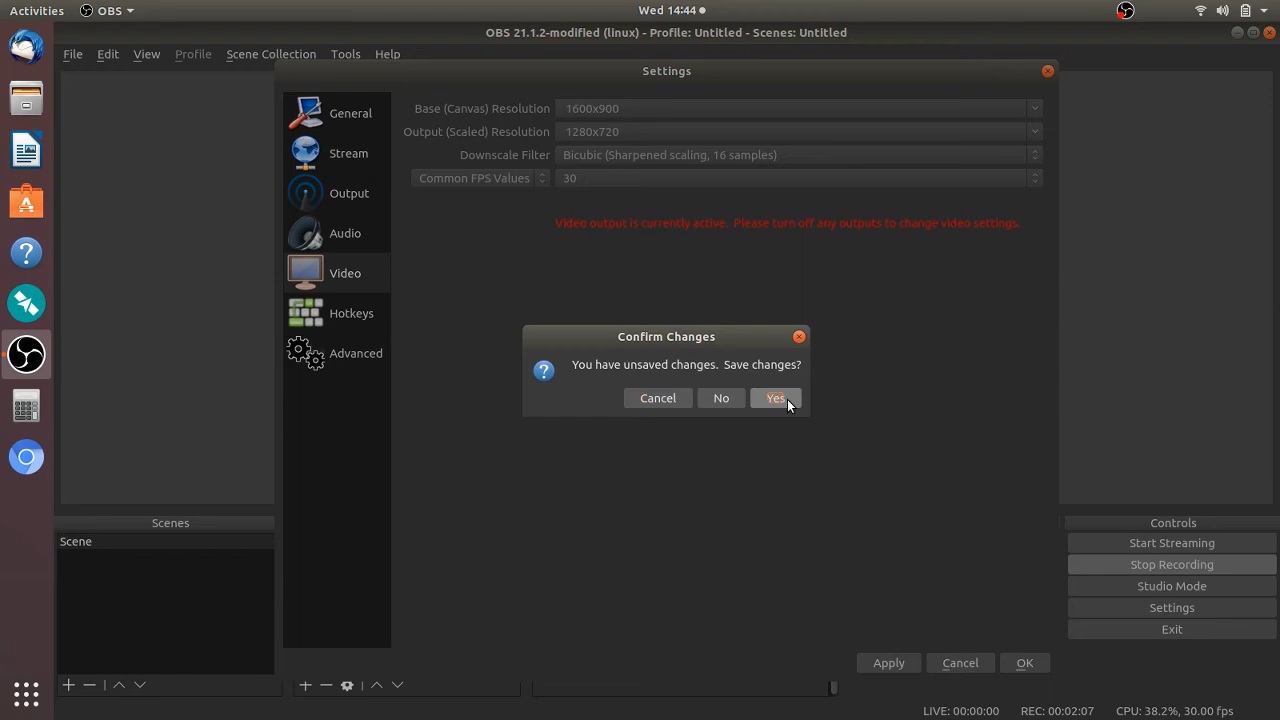 Activities
OBS
Wed 14:44
OBS 21.1.2-modified (linux) - Profile: Untitled - Scenes: Untitled
File Edit View Profile Scene Collection Tools Help
Settings
General
Stream
Output
Audio
Video
Hotkeys
Advanced
Base (Canvas) Resolution 1600x900
Output (Scaled) Resolution 1280x720
Downscale Filter Bicubic (Sharpened scaling, 16 samples)
Common FPS Values 30
Video output is currently active. Please turn off any outputs to change video settings.
Confirm Changes
You have unsaved changes. Save changes?
Cancel No Yes
Apply Cancel OK
Scenes
Scene
Controls
Start Streaming
Stop Recording
Studio Mode
Settings
Exit
LIVE: 00:00:00 REC: 00:02:07 CPU: 38.2%, 30.00 fps